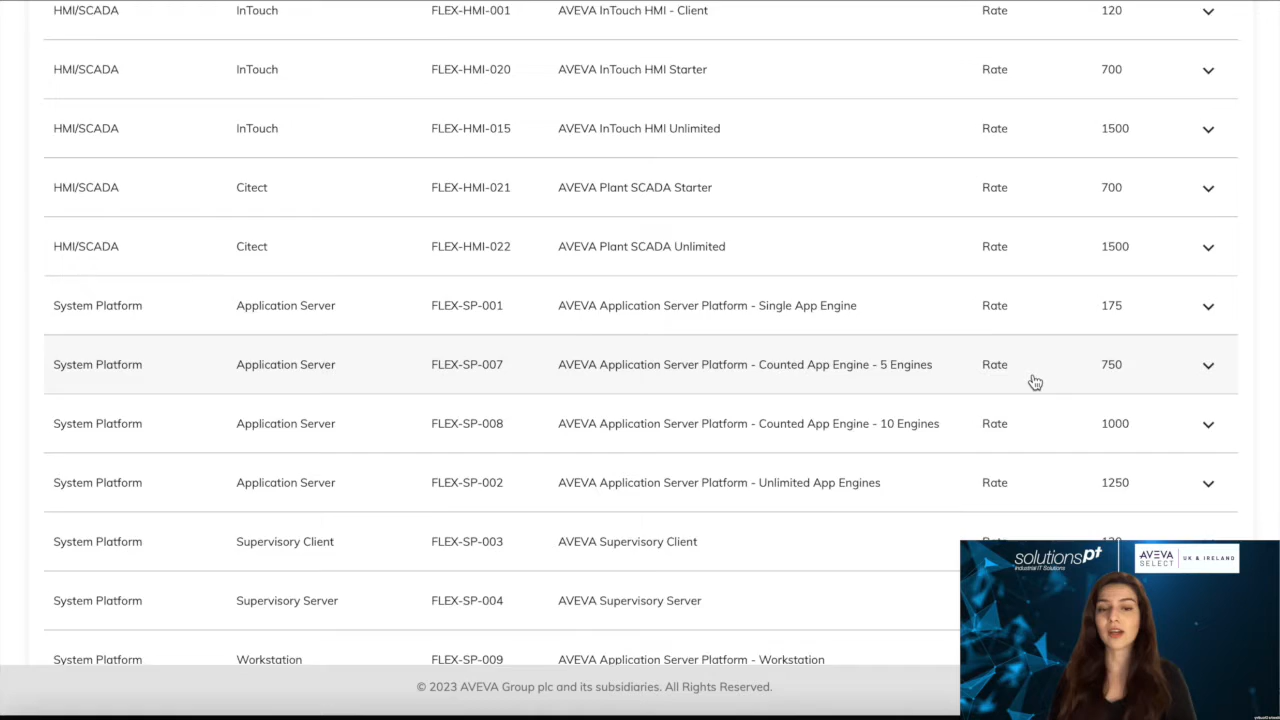 HMI/SCADA InTouch FLEX-HMI-001 AVEVA InTouch HMI - Client Rate 120
HMI/SCADA InTouch FLEX-HMI-020 AVEVA InTouch HMI Starter Rate 700
HMI/SCADA InTouch FLEX-HMI-015 AVEVA InTouch HMI Unlimited Rate 1500
HMI/SCADA Citect FLEX-HMI-021 AVEVA Plant SCADA Starter Rate 700
HMI/SCADA Citect FLEX-HMI-022 AVEVA Plant SCADA Unlimited Rate 1500
System Platform Application Server FLEX-SP-001 AVEVA Application Server Platform - Single App Engine Rate 175
System Platform Application Server FLEX-SP-007 AVEVA Application Server Platform - Counted App Engine - 5 Engines Rate 750
System Platform Application Server FLEX-SP-008 AVEVA Application Server Platform - Counted App Engine - 10 Engines Rate 1000
System Platform Application Server FLEX-SP-002 AVEVA Application Server Platform - Unlimited App Engines Rate 1250
System Platform Supervisory Client FLEX-SP-003 AVEVA Supervisory Client Rate
System Platform Supervisory Server FLEX-SP-004 AVEVA Supervisory Server
System Platform Workstation FLEX-SP-009 AVEVA Application Server Platform - Workstation
© 2023 AVEVA Group plc and its subsidiaries. All Rights Reserved.
solutionspt
Industrial IT Solutions
AVEVA
SELECT
UK & IRELAND